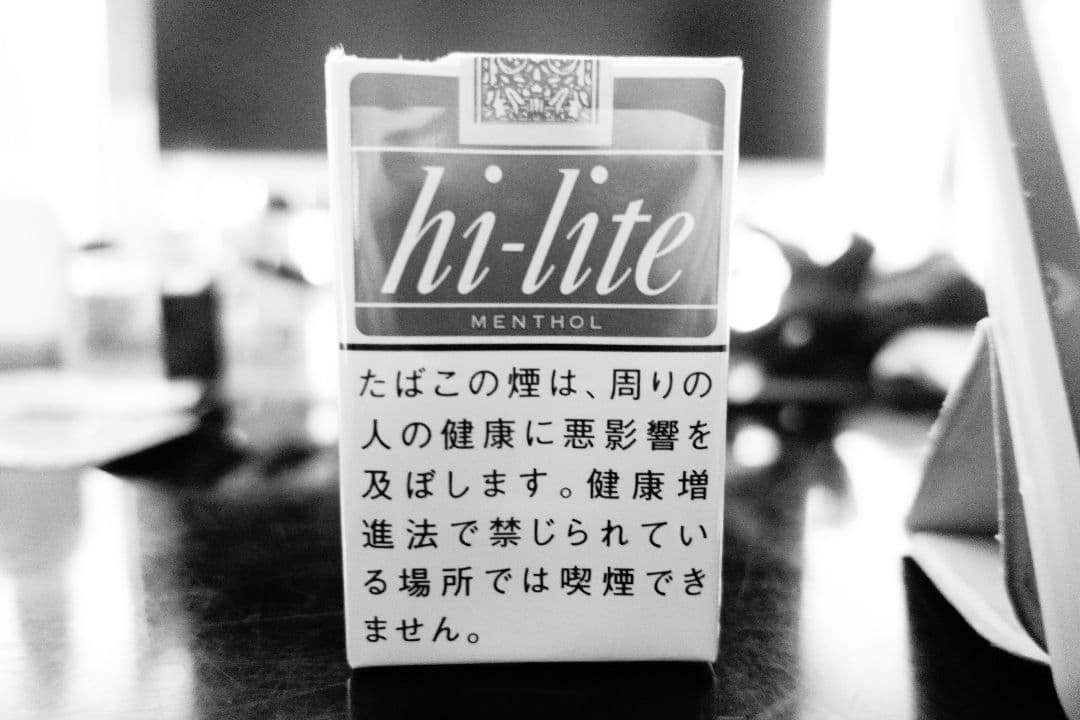 hi-lite
MENTHOL
たばこの煙は、周りの
人の健康に悪影響を
及ぼします。健康増
進法で禁じられてい
る場所では喫煙でき
ません。